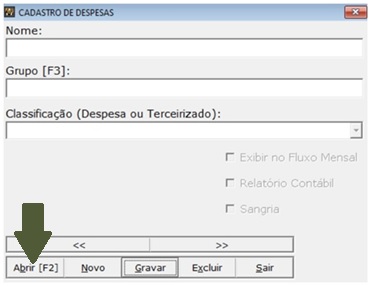 CADASTRO DE DESPESAS
Nome:
Grupo [F3]:
Classificação (Despesa ou Terceirizado):
Exibir no Fluxo Mensal
Relatório Contábil
Sangria
<< >>
Abrir [F2] Novo Gravar Excluir Sair